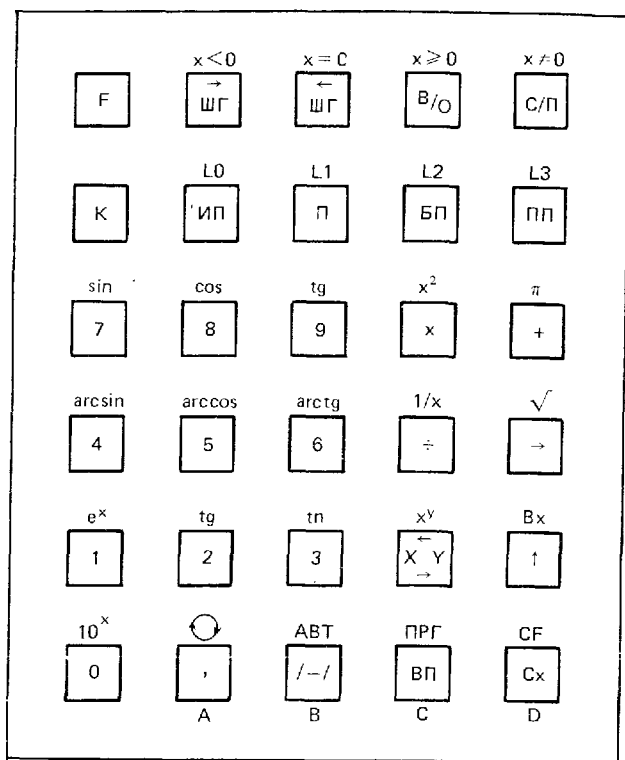 x < 0 x = 0 x ⩾ 0 x ≠ 0
F → ШГ ← ШГ В/О С/П
L0 L1 L2 L3
К ИП П БП ПП
sin cos tg x² π
7 8 9 x +
arcsin arccos arctg 1/x √
4 5 6 ÷ →
eˣ tg tn xʸ Bx
1 2 3 ← X Y → ↑
10ˣ АВТ ПРГ CF
0 , /–/ ВП Cx
A B C D